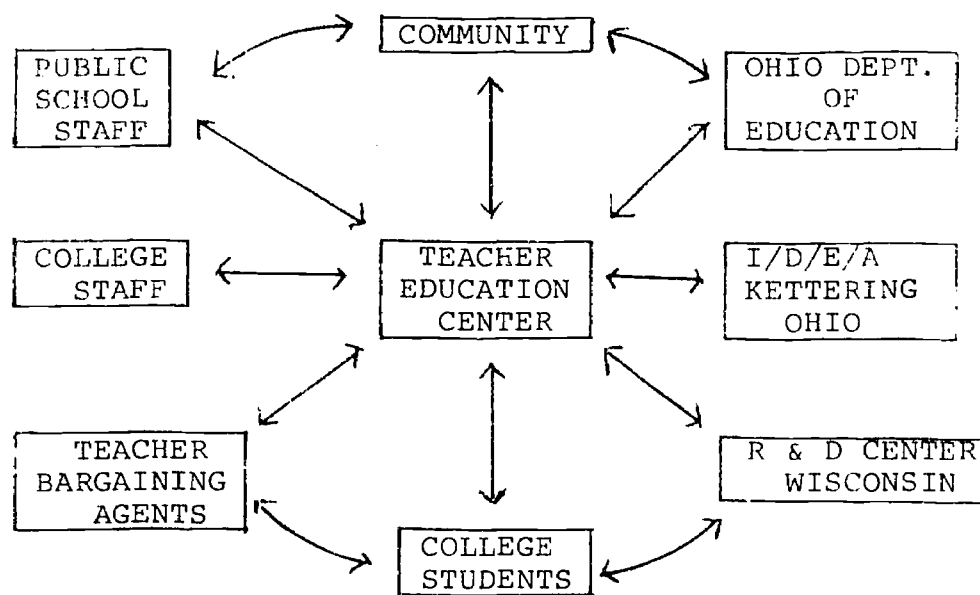 COMMUNITY
PUBLIC
SCHOOL
STAFF
OHIO DEPT.
OF
EDUCATION
COLLEGE
STAFF
TEACHER
EDUCATION
CENTER
I/D/E/A
KETTERING
OHIO
TEACHER
BARGAINING
AGENTS
R & D CENTER
WISCONSIN
COLLEGE
STUDENTS